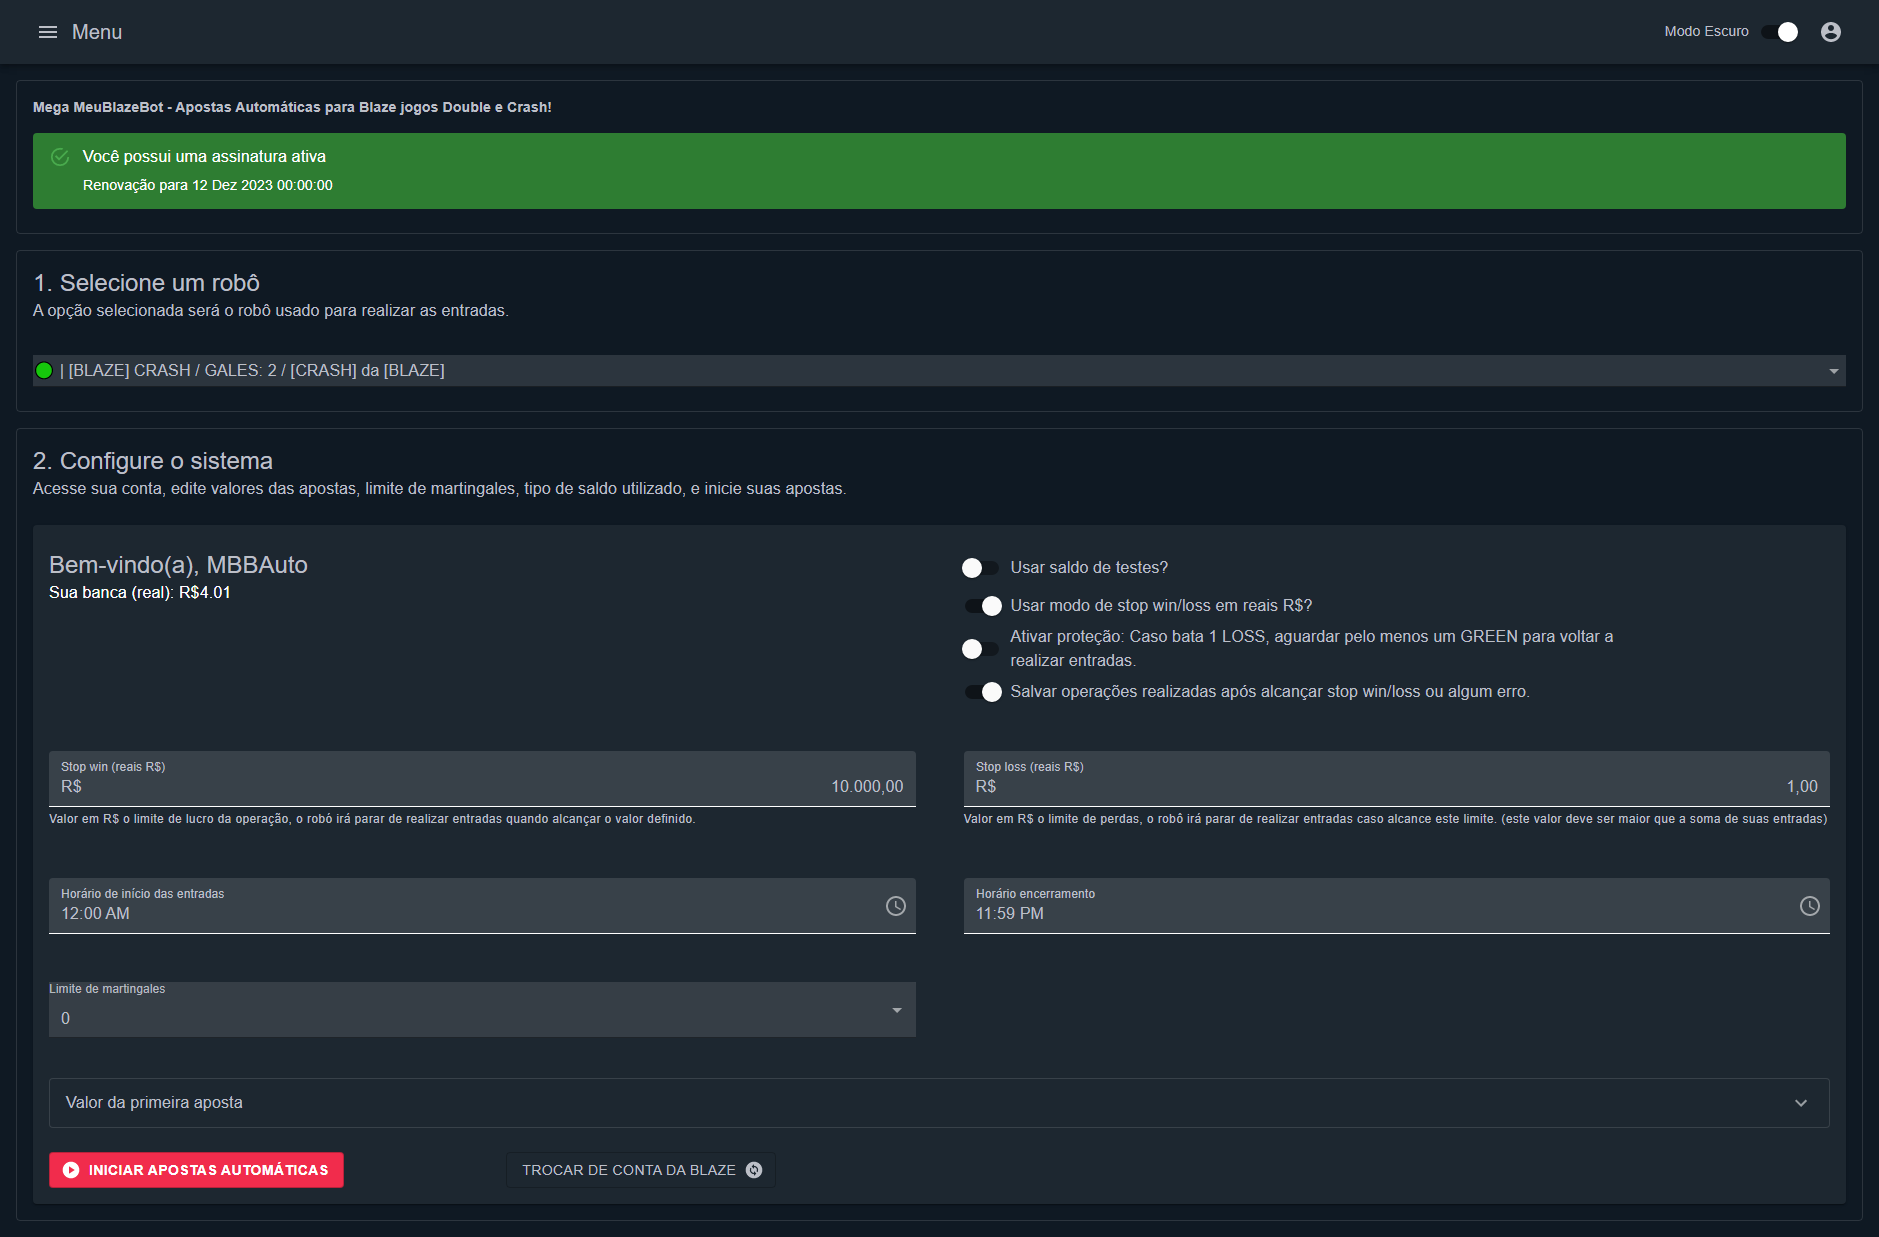 Menu
Modo Escuro
Mega MeuBlazeBot - Apostas Automáticas para Blaze jogos Double e Crash!
Você possui uma assinatura ativa
Renovação para 12 Dez 2023 00:00:00
1. Selecione um robô
A opção selecionada será o robô usado para realizar as entradas.
| [BLAZE] CRASH / GALES: 2 / [CRASH] da [BLAZE]
2. Configure o sistema
Acesse sua conta, edite valores das apostas, limite de martingales, tipo de saldo utilizado, e inicie suas apostas.
Bem-vindo(a), MBBAuto
Sua banca (real): R$4.01
Usar saldo de testes?
Usar modo de stop win/loss em reais R$?
Ativar proteção: Caso bata 1 LOSS, aguardar pelo menos um GREEN para voltar a
realizar entradas.
Salvar operações realizadas após alcançar stop win/loss ou algum erro.
Stop win (reais R$)
R$ 10.000,00
Valor em R$ o limite de lucro da operação, o robô irá parar de realizar entradas quando alcançar o valor definido.
Stop loss (reais R$)
R$ 1,00
Valor em R$ o limite de perdas, o robô irá parar de realizar entradas caso alcance este limite. (este valor deve ser maior que a soma de suas entradas)
Horário de início das entradas
12:00 AM
Horário encerramento
11:59 PM
Limite de martingales
0
Valor da primeira aposta
INICIAR APOSTAS AUTOMÁTICAS
TROCAR DE CONTA DA BLAZE